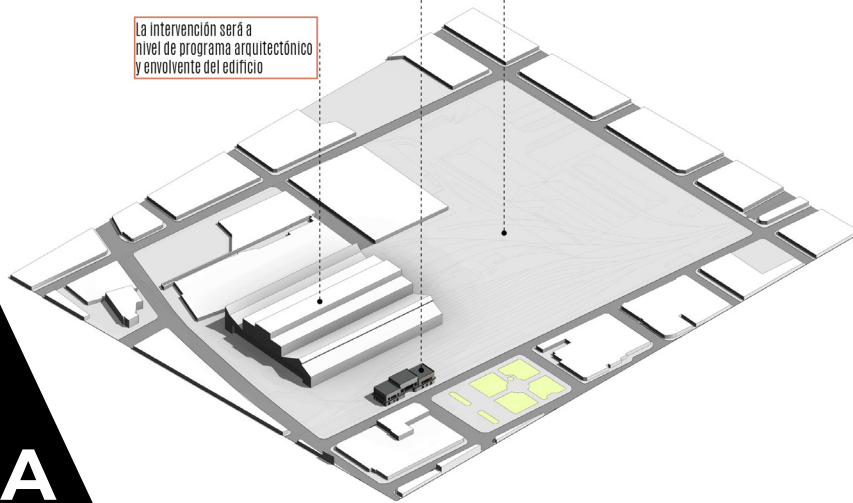 La intervención será a
nivel de programa arquitectónico
y envolvente del edificio
A